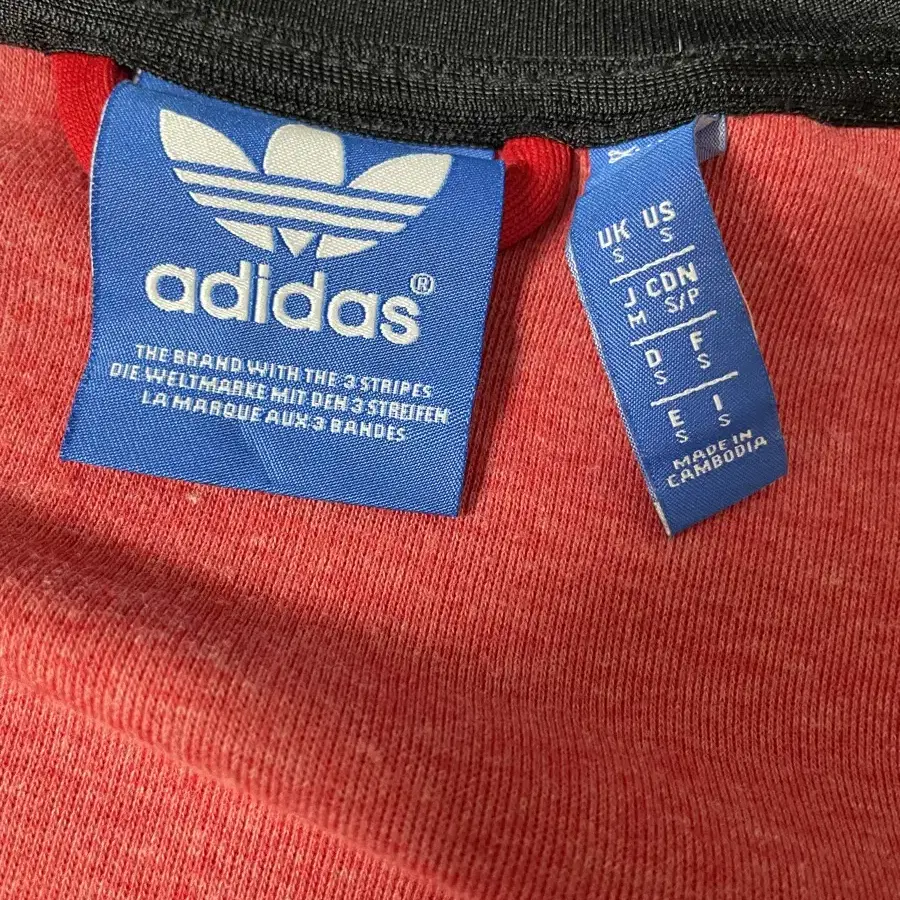 adidas®
THE BRAND WITH THE 3 STRIPES
DIE WELTMARKE MIT DEN 3 STREIFEN
LA MARQUE AUX 3 BANDES
UK US
S S
J CDN
M S/P
D F
S S
E I
S S
MADE IN
CAMBODIA